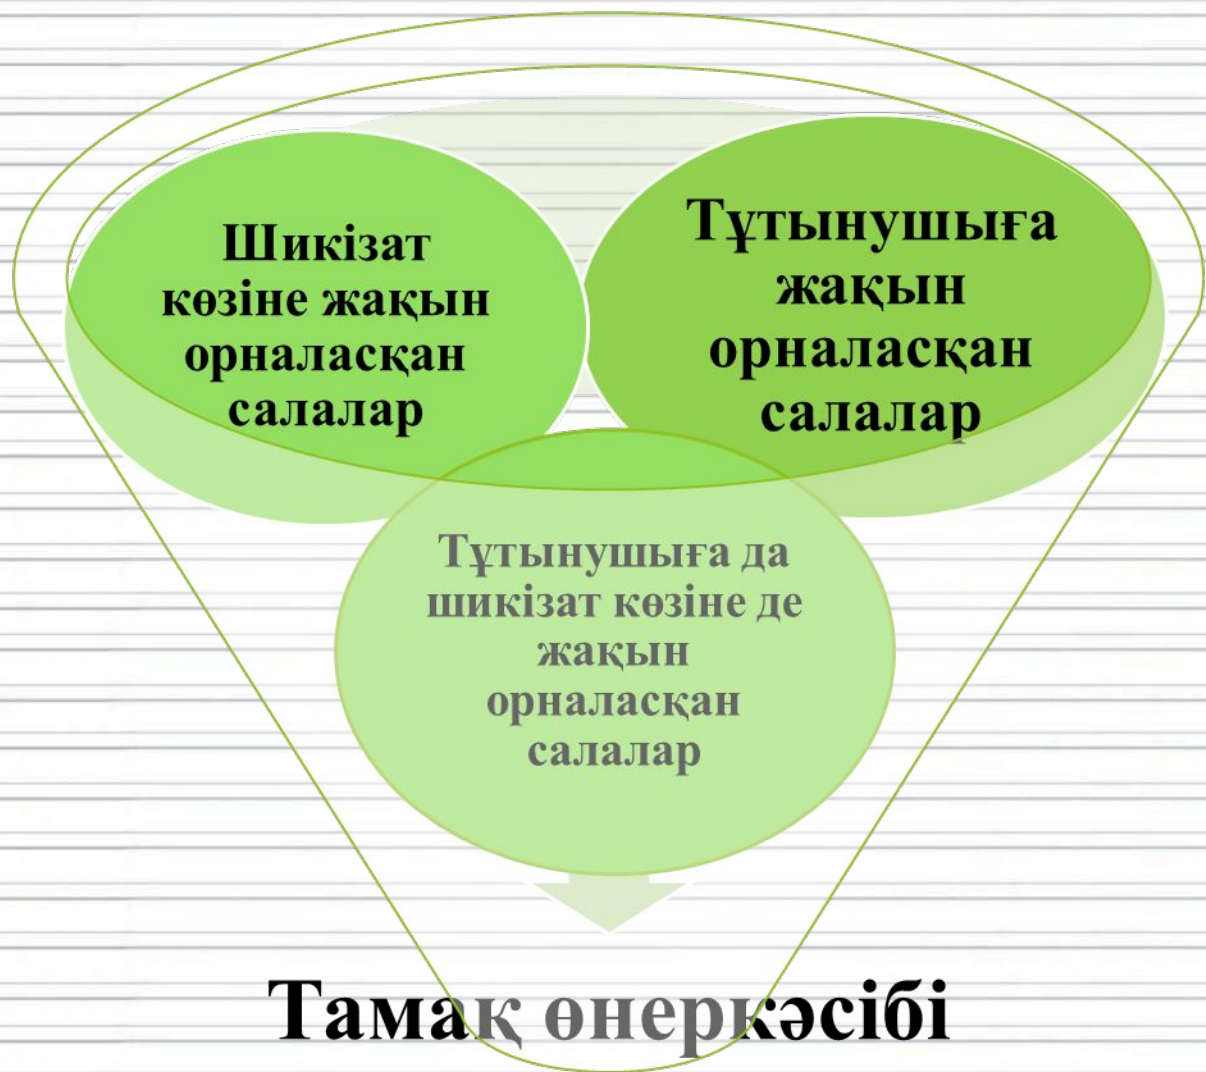 Шикізат
көзіне жақын
орналасқан
салалар
Тұтынушыға
жақын
орналасқан
салалар
Тұтынушыға да
шикізат көзіне де
жақын
орналасқан
салалар
Тамақ өнеркәсібі